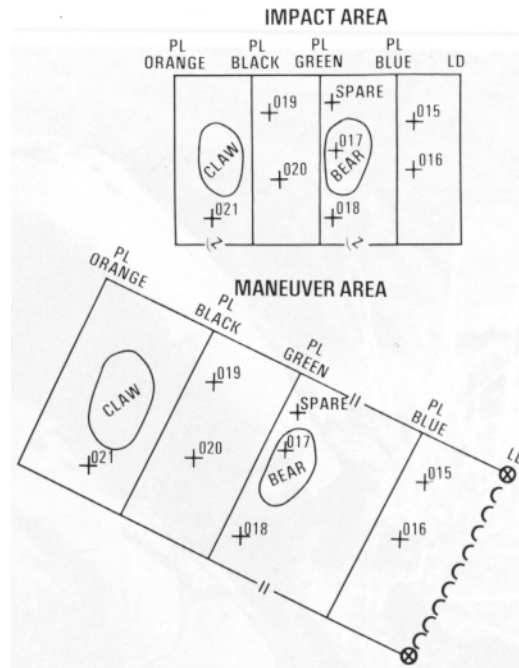 IMPACT AREA
PL ORANGE
PL BLACK
PL GREEN
PL BLUE
LD
019
SPARE
015
CLAW
017
BEAR
020
016
021
018
Z
Z
MANEUVER AREA
PL ORANGE
PL BLACK
PL GREEN
PL BLUE
LD
019
CLAW
SPARE
II
017
BEAR
020
021
015
018
016
II